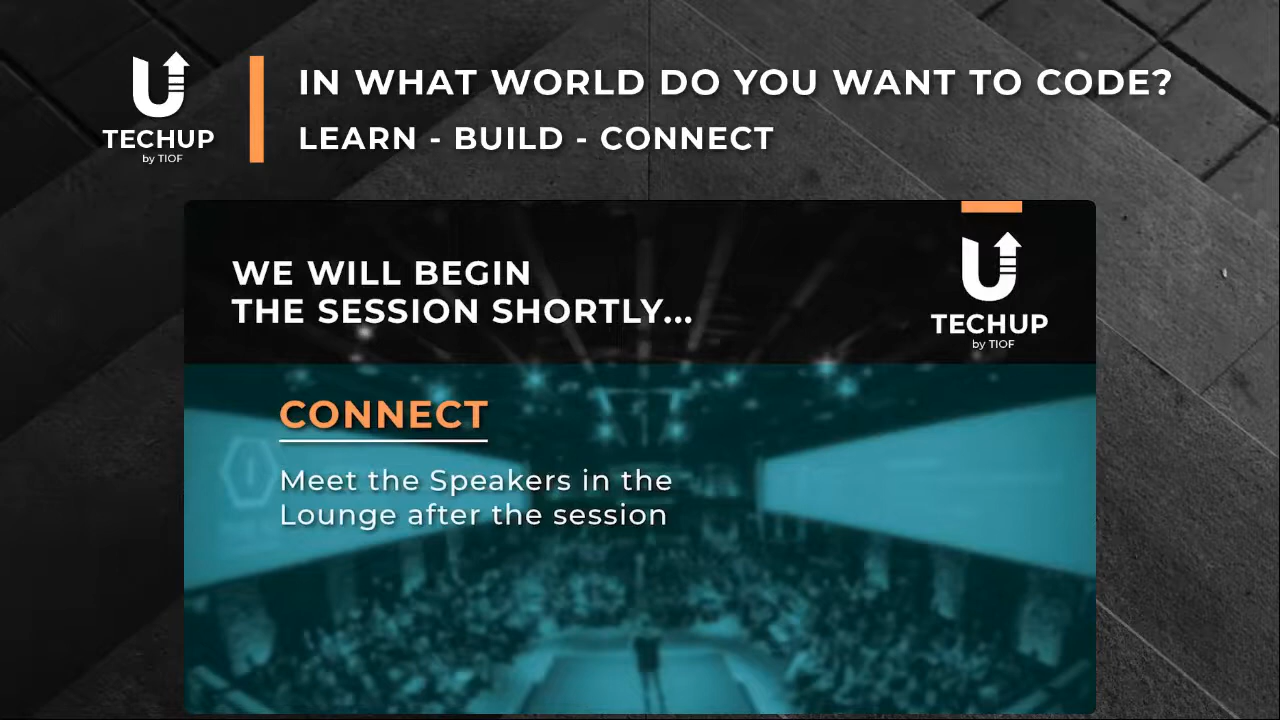 TECHUP
by TIOF
IN WHAT WORLD DO YOU WANT TO CODE?
LEARN - BUILD - CONNECT
WE WILL BEGIN
THE SESSION SHORTLY...
TECHUP
by TIOF
CONNECT
Meet the Speakers in the
Lounge after the session